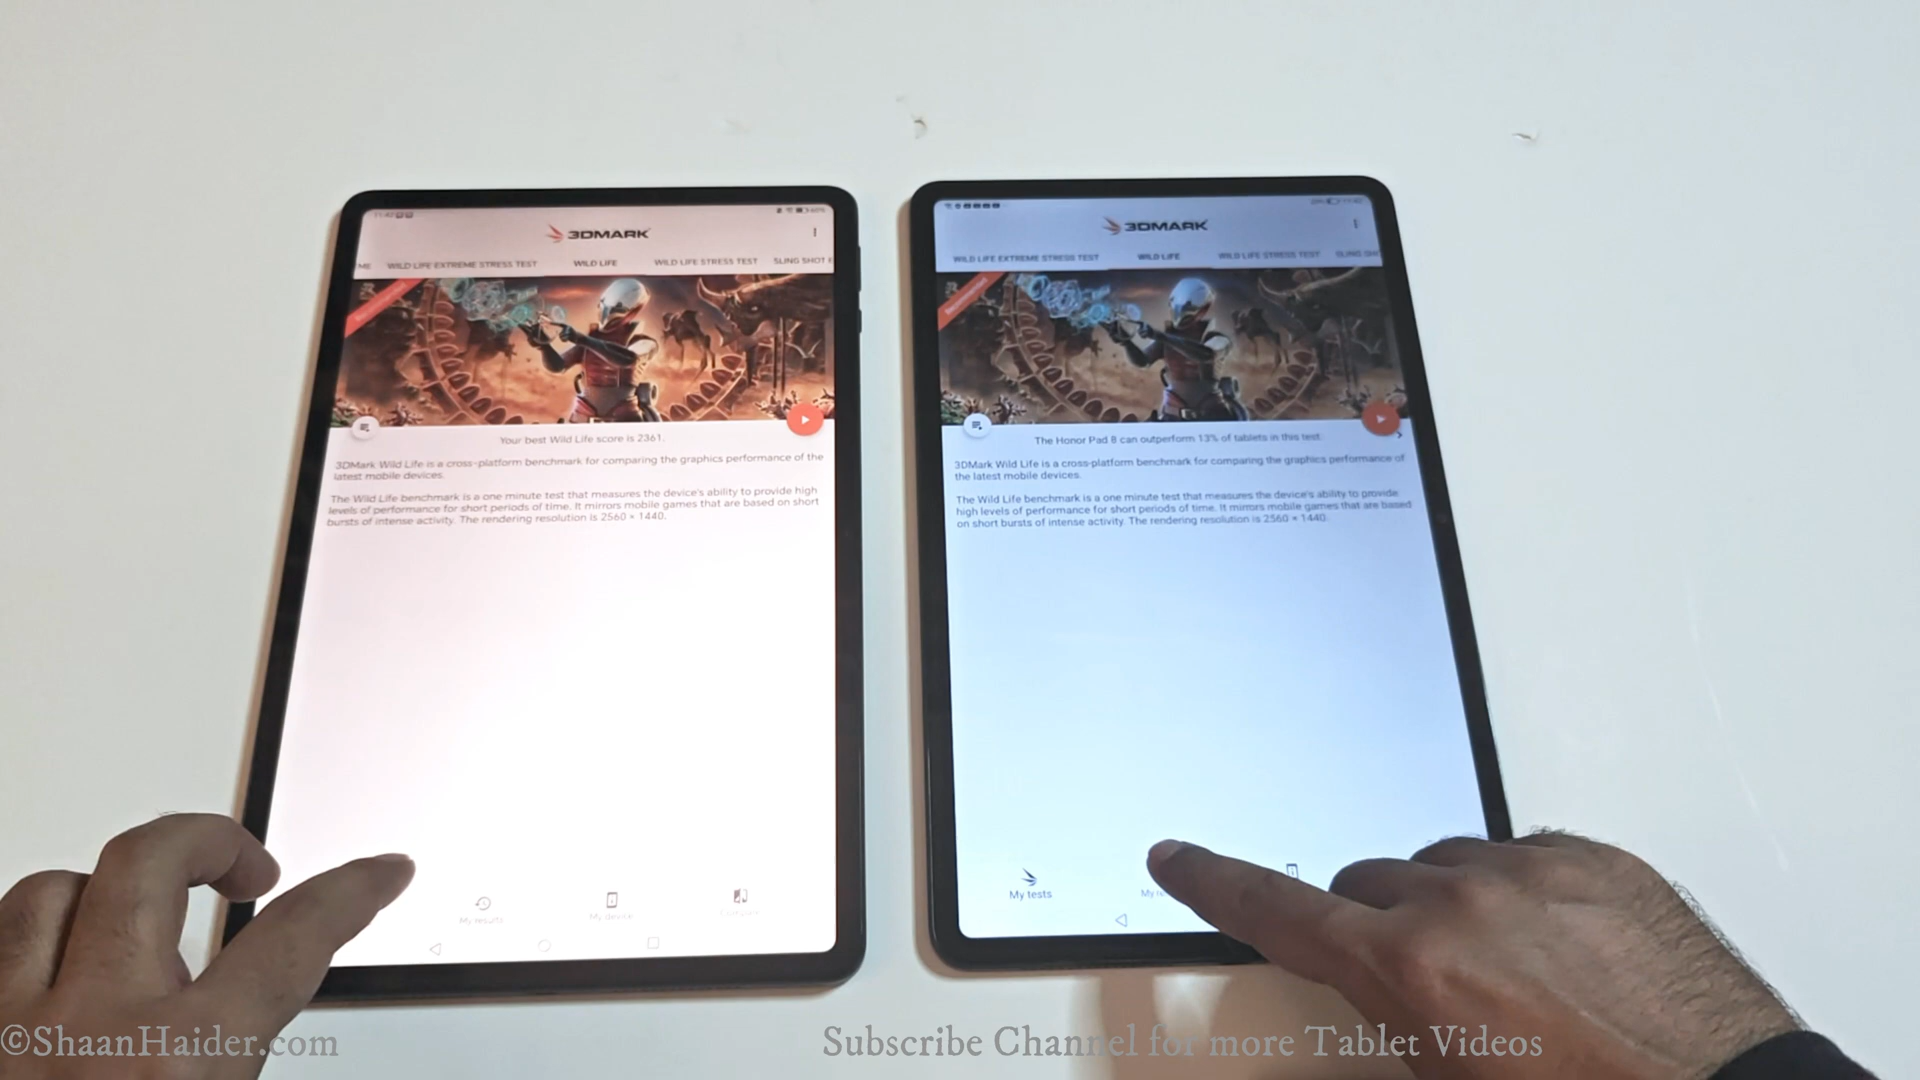 11:42
60%
3DMARK
ME WILD LIFE EXTREME STRESS TEST WILD LIFE WILD LIFE STRESS TEST SLING SHOT E
Your best Wild Life score is 2361.
3DMark Wild Life is a cross-platform benchmark for comparing the graphics performance of the
latest mobile devices.
The Wild Life benchmark is a one minute test that measures the device's ability to provide high
levels of performance for short periods of time. It mirrors mobile games that are based on short
bursts of intense activity. The rendering resolution is 2560 × 1440.
My results
My device
Compare
3DMARK
WILD LIFE EXTREME STRESS TEST WILD LIFE WILD LIFE STRESS TEST SLING SH
The Honor Pad 8 can outperform 13% of tablets in this test.
3DMark Wild Life is a cross-platform benchmark for comparing the graphics performance of
the latest mobile devices.
The Wild Life benchmark is a one minute test that measures the device's ability to provide
high levels of performance for short periods of time. It mirrors mobile games that are based
on short bursts of intense activity. The rendering resolution is 2560 × 1440.
My tests
My re
©ShaanHaider.com
Subscribe Channel for more Tablet Videos